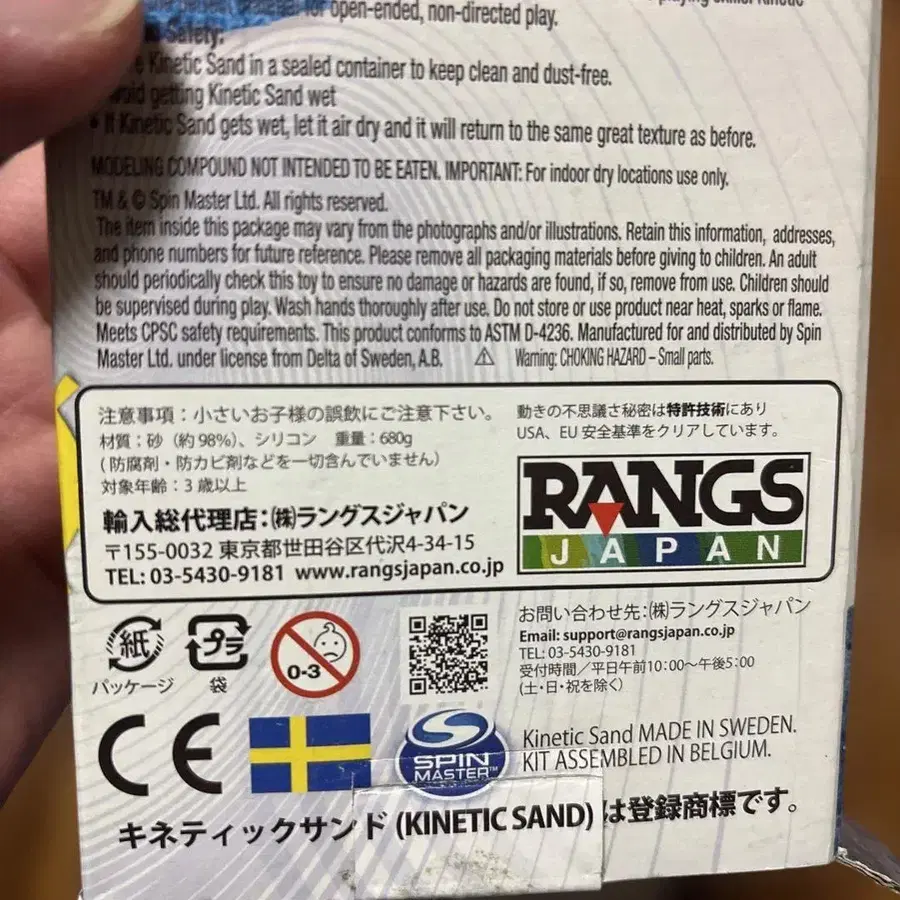 for open-ended, non-directed play.
Safety:
Kinetic Sand in a sealed container to keep clean and dust-free.
getting Kinetic Sand wet
• If Kinetic Sand gets wet, let it air dry and it will return to the same great texture as before.
MODELING COMPOUND NOT INTENDED TO BE EATEN. IMPORTANT: For indoor dry locations use only.
TM & © Spin Master Ltd. All rights reserved.
The item inside this package may vary from the photographs and/or illustrations. Retain this information, addresses,
and phone numbers for future reference. Please remove all packaging materials before giving to children. An adult
should periodically check this toy to ensure no damage or hazards are found, if so, remove from use. Children should
be supervised during play. Wash hands thoroughly after use. Do not store or use product near heat, sparks or flame.
Meets CPSC safety requirements. This product conforms to ASTM D-4236. Manufactured for and distributed by Spin
Master Ltd. under license from Delta of Sweden, A.B. ⚠ Warning: CHOKING HAZARD – Small parts.
注意事項：小さいお子様の誤飲にご注意下さい。
材質：砂（約98%）、シリコン 重量：680g
(防腐剤・防カビ剤などを一切含んでいません)
対象年齢：3歳以上
輸入総代理店：㈱ラングスジャパン
〒155-0032 東京都世田谷区代沢4-34-15
TEL: 03-5430-9181 www.rangsjapan.co.jp
動きの不思議さ秘密は特許技術にあり
USA、EU安全基準をクリアしています。
RANGS
JAPAN
紙
パッケージ
プラ
袋
0-3
お問い合わせ先：㈱ラングスジャパン
Email: support@rangsjapan.co.jp
TEL: 03-5430-9181
受付時間／平日午前10：00～午後5：00
(土・日・祝を除く)
CE
SPIN
MASTER™
Kinetic Sand MADE IN SWEDEN.
KIT ASSEMBLED IN BELGIUM.
キネティックサンド (KINETIC SAND) は登録商標です。